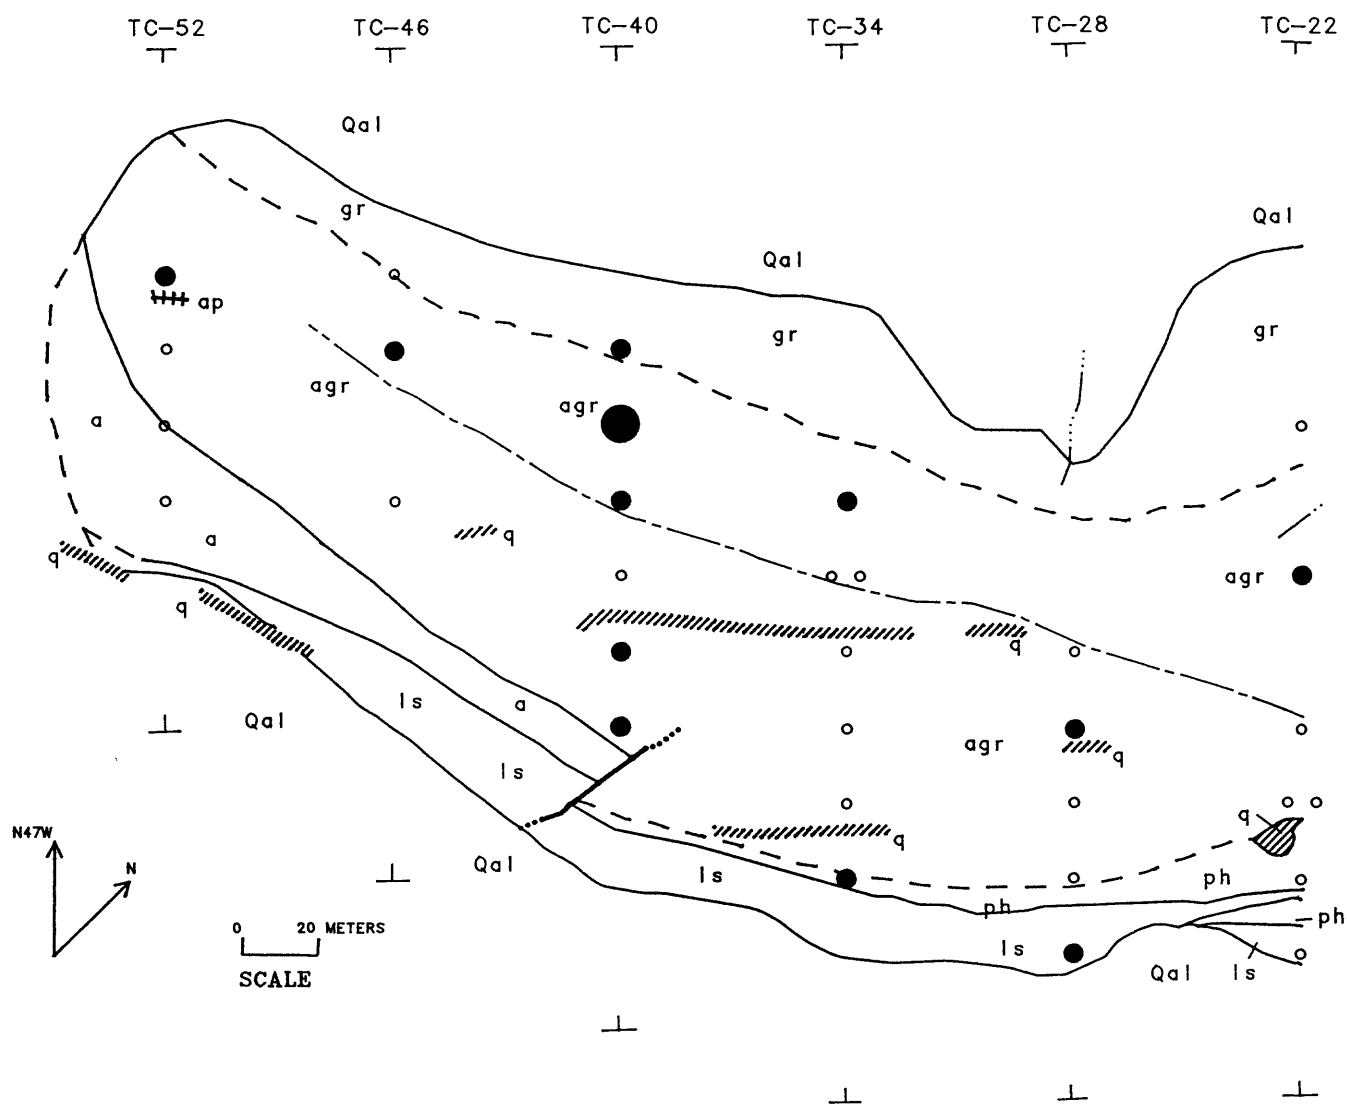 TC-52 TC-46 TC-40 TC-34 TC-28 TC-22
Qal
gr
Qal
Qal
gr
gr
ap
agr
agr
a
q
a
q
agr
q
q
ls
a
Qal
agr
q
ls
N47W
N
q
q
Qal
ls
ph
ph
ph
0 20 METERS
SCALE
ls
Qal
ls